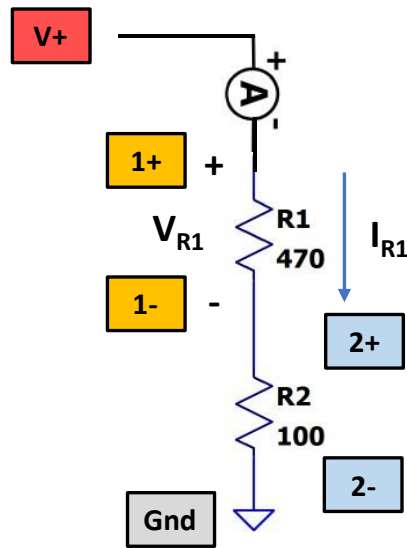 V+
+
A
-
1+
+
R1
470
V_R1
I_R1
1-
-
2+
R2
100
2-
Gnd